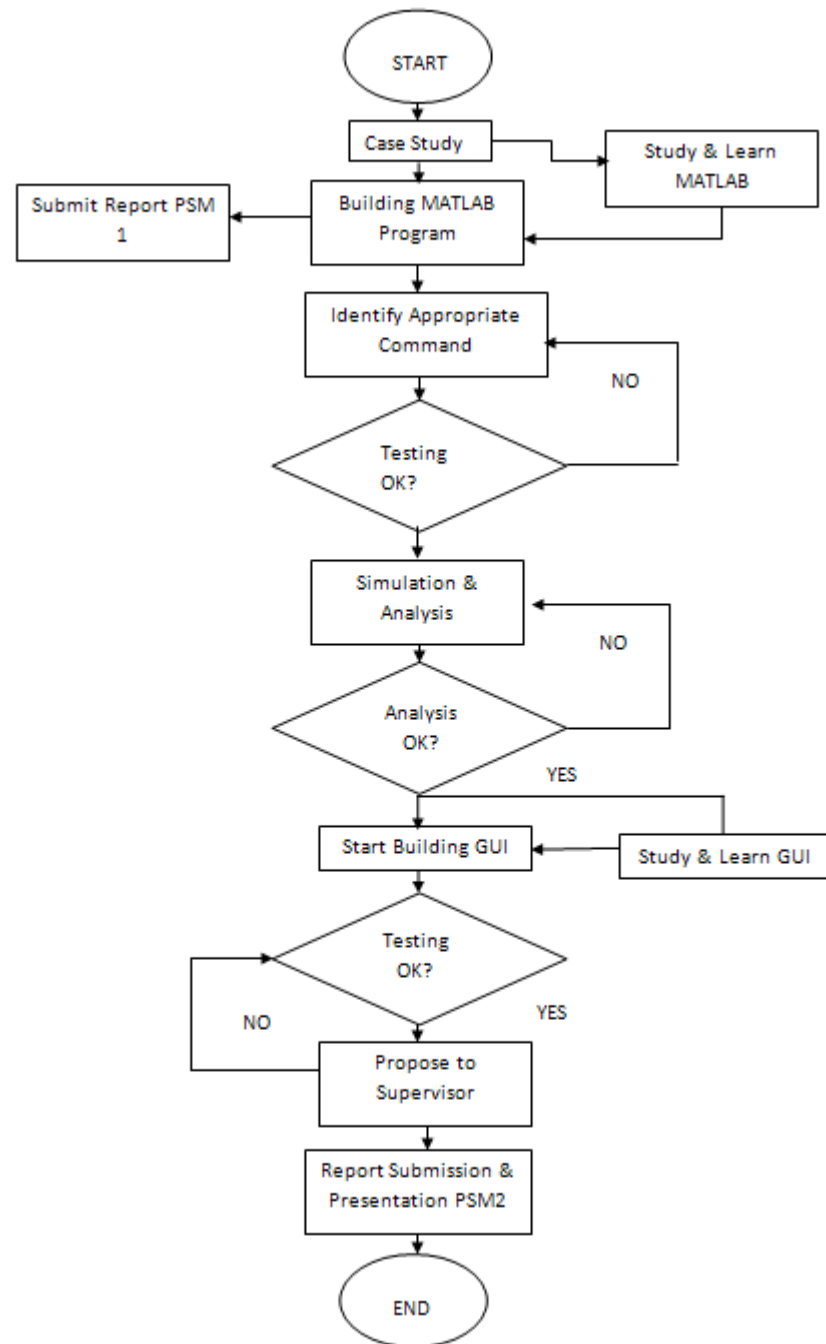 START
Case Study
Study & Learn
MATLAB
Submit Report PSM
1
Building MATLAB
Program
Identify Appropriate
Command
NO
Testing
OK?
Simulation &
Analysis
NO
Analysis
OK?
YES
Start Building GUI
Study & Learn GUI
Testing
OK?
NO
YES
Propose to
Supervisor
Report Submission &
Presentation PSM2
END